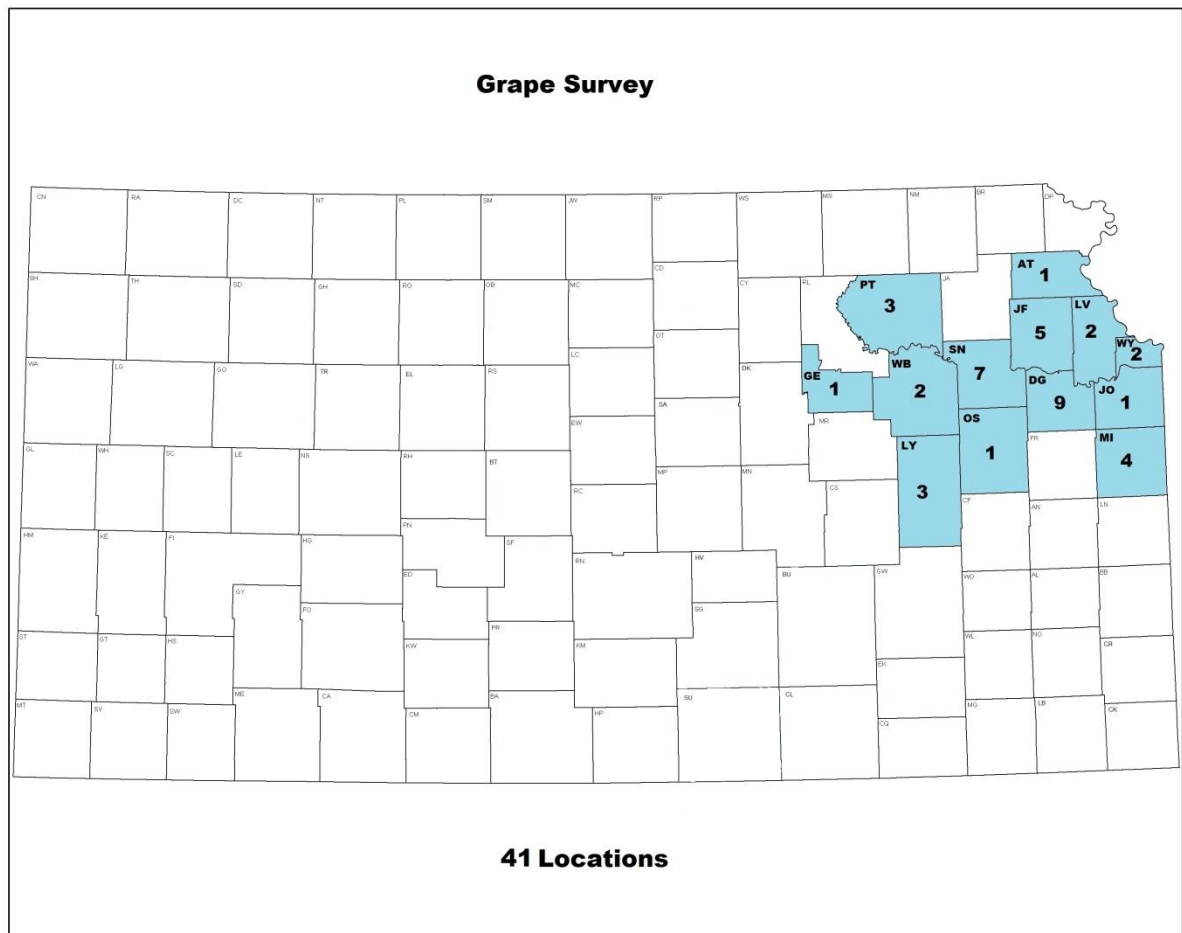 Grape Survey
CN
RA
DC
NT
PL
SM
JW
RP
WS
MS
NM
BR
DP
SH
TH
SD
GH
RO
OB
MC
CD
CY
RL
PT
3
JA
AT
1
JF
5
LV
2
WY
2
OT
LC
WA
LG
GO
TR
EL
RS
DK
GE
1
WB
2
SN
7
DG
9
JO
1
SA
EW
MR
OS
1
FR
MI
4
LY
3
GL
WH
SC
LE
NS
RH
BT
RC
MP
MN
CS
CF
AN
LN
HM
KE
FI
HG
PN
SF
RN
HV
BU
GW
WO
AL
BB
GY
FO
ED
SG
ST
GT
HS
KW
PR
KM
EK
WL
NO
CR
MT
SV
SW
ME
CA
CM
BA
HP
SU
CL
CQ
MG
LB
CK
41 Locations